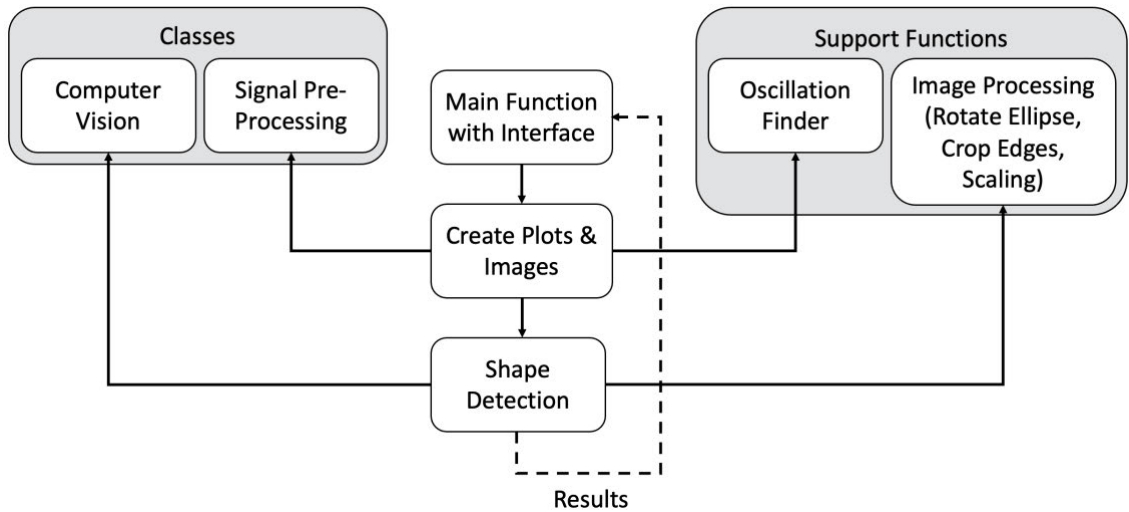 Classes
Computer
Vision
Signal Pre-
Processing
Main Function
with Interface
Create Plots &
Images
Shape
Detection
Results
Support Functions
Oscillation
Finder
Image Processing
(Rotate Ellipse,
Crop Edges,
Scaling)